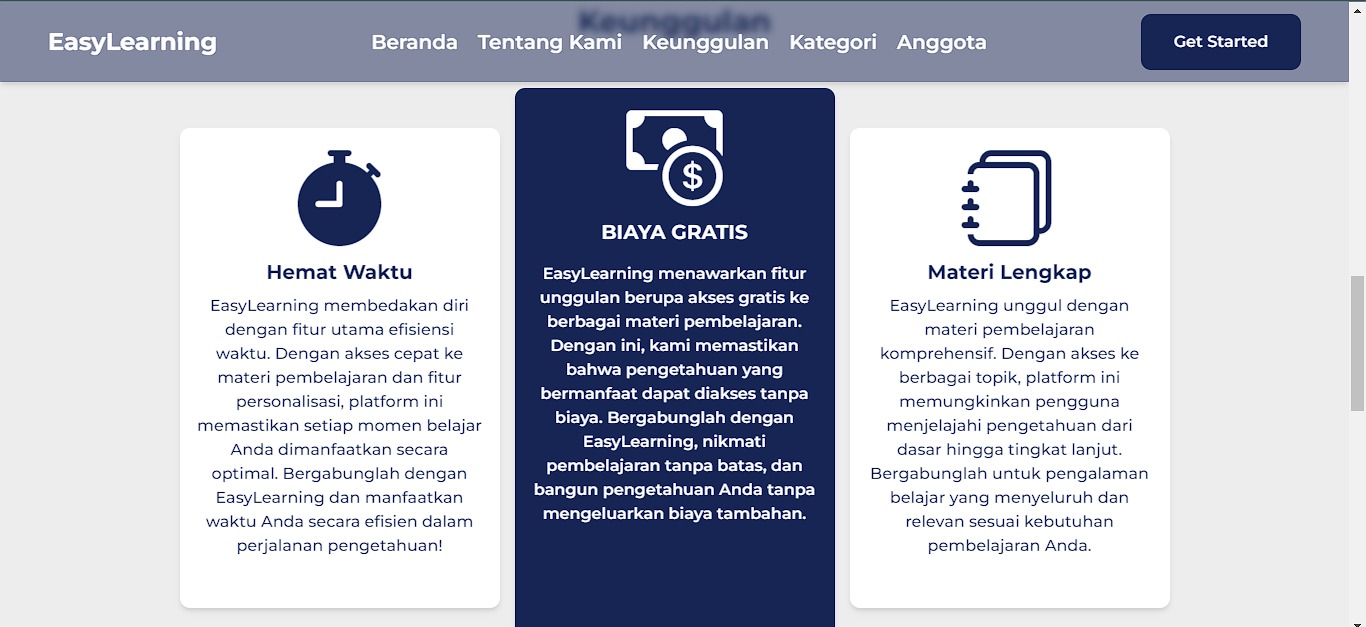 Keunggulan
EasyLearning
Beranda Tentang Kami Keunggulan Kategori Anggota
Get Started
Hemat Waktu
EasyLearning membedakan diri
dengan fitur utama efisiensi
waktu. Dengan akses cepat ke
materi pembelajaran dan fitur
personalisasi, platform ini
memastikan setiap momen belajar
Anda dimanfaatkan secara
optimal. Bergabunglah dengan
EasyLearning dan manfaatkan
waktu Anda secara efisien dalam
perjalanan pengetahuan!
$
BIAYA GRATIS
EasyLearning menawarkan fitur
unggulan berupa akses gratis ke
berbagai materi pembelajaran.
Dengan ini, kami memastikan
bahwa pengetahuan yang
bermanfaat dapat diakses tanpa
biaya. Bergabunglah dengan
EasyLearning, nikmati
pembelajaran tanpa batas, dan
bangun pengetahuan Anda tanpa
mengeluarkan biaya tambahan.
Materi Lengkap
EasyLearning unggul dengan
materi pembelajaran
komprehensif. Dengan akses ke
berbagai topik, platform ini
memungkinkan pengguna
menjelajahi pengetahuan dari
dasar hingga tingkat lanjut.
Bergabunglah untuk pengalaman
belajar yang menyeluruh dan
relevan sesuai kebutuhan
pembelajaran Anda.